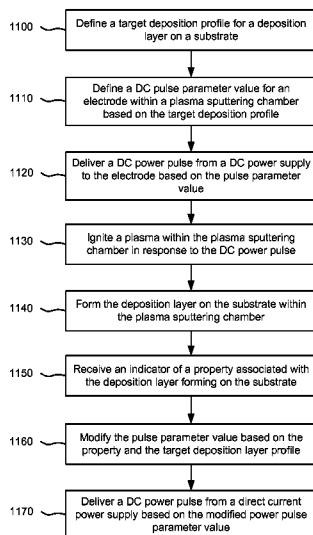 1100
Define a target deposition profile for a deposition
layer on a substrate
1110
Define a DC pulse parameter value for an
electrode within a plasma sputtering chamber
based on the target deposition profile
1120
Deliver a DC power pulse from a DC power supply
to the electrode based on the pulse parameter
value
1130
Ignite a plasma within the plasma sputtering
chamber in response to the DC power pulse
1140
Form the deposition layer on the substrate within
the plasma sputtering chamber
1150
Receive an indicator of a property associated with
the deposition layer forming on the substrate
1160
Modify the pulse parameter value based on the
property and the target deposition layer profile
1170
Deliver a DC power pulse from a direct current
power supply based on the modified power pulse
parameter value